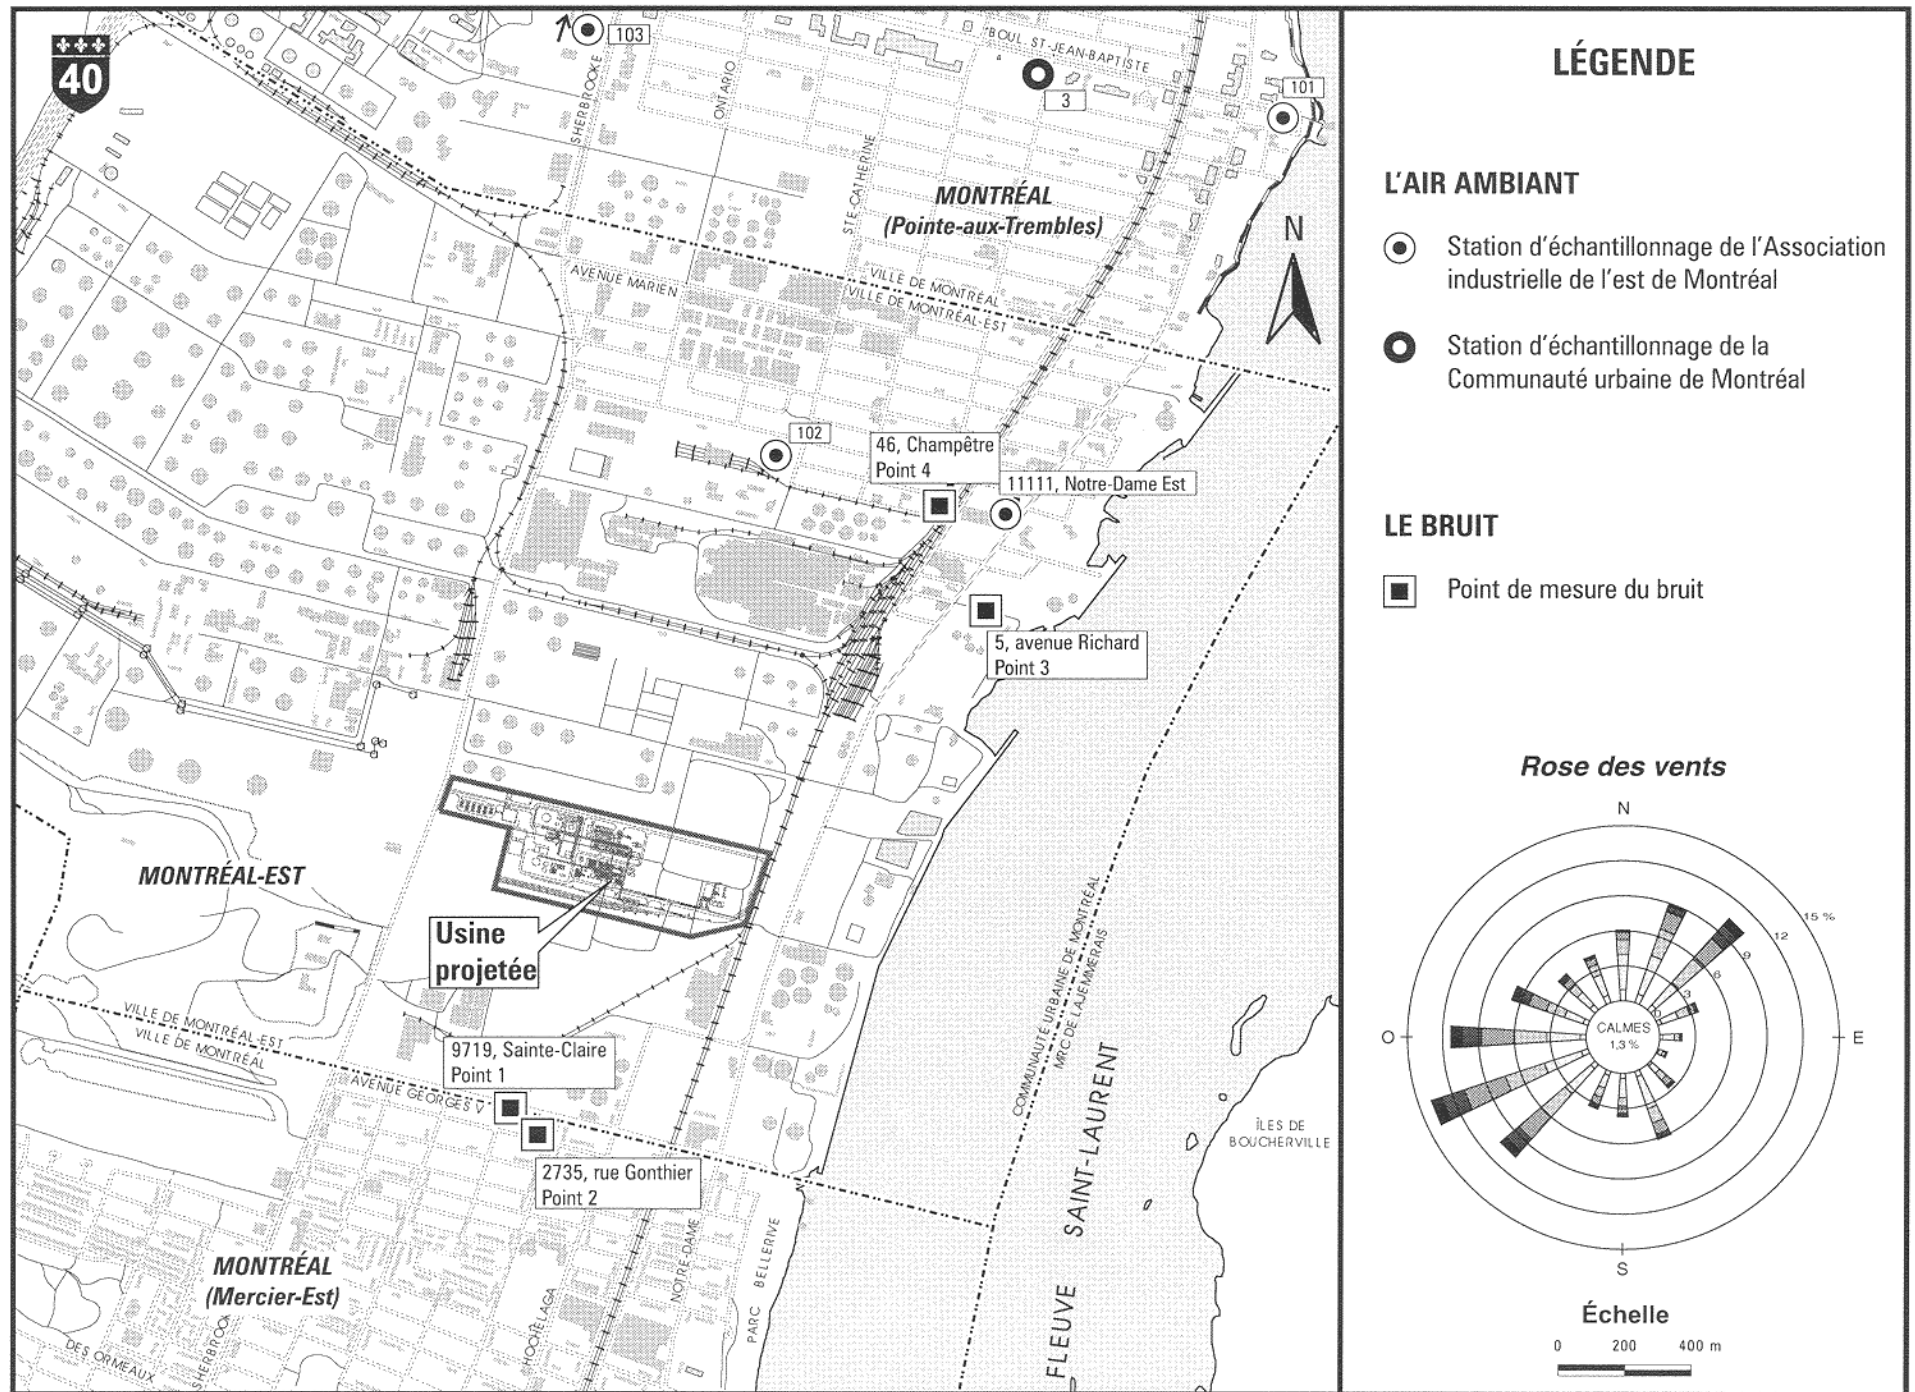 40
103
SHERBROOKE
ONTARIO
BOUL ST-JEAN-BAPTISTE
3
101
STE-CATHERINE
MONTRÉAL
(Pointe-aux-Trembles)
N
AVENUE MARIEN
VILLE DE MONTRÉAL
VILLE DE MONTRÉAL-EST
102
46, Champêtre
Point 4
11111, Notre-Dame Est
5, avenue Richard
Point 3
MONTRÉAL-EST
Usine
projetée
VILLE DE MONTRÉAL-EST
VILLE DE MONTRÉAL
9719, Sainte-Claire
Point 1
AVENUE GEORGES V
2735, rue Gonthier
Point 2
COMMUNAUTÉ URBAINE DE MONTRÉAL
MRC DE LAJEMMERAIS
ÎLES DE
BOUCHERVILLE
FLEUVE SAINT-LAURENT
MONTRÉAL
(Mercier-Est)
DES ORMEAUX
SHERBROOKE
HOCHELAGA
NOTRE-DAME
PARC BELLERIVE
LÉGENDE
L'AIR AMBIANT
Station d'échantillonnage de l'Association
industrielle de l'est de Montréal
Station d'échantillonnage de la
Communauté urbaine de Montréal
LE BRUIT
Point de mesure du bruit
Rose des vents
N
15 %
12
9
6
3
0
CALMES
1,3 %
O
E
S
Échelle
0 200 400 m